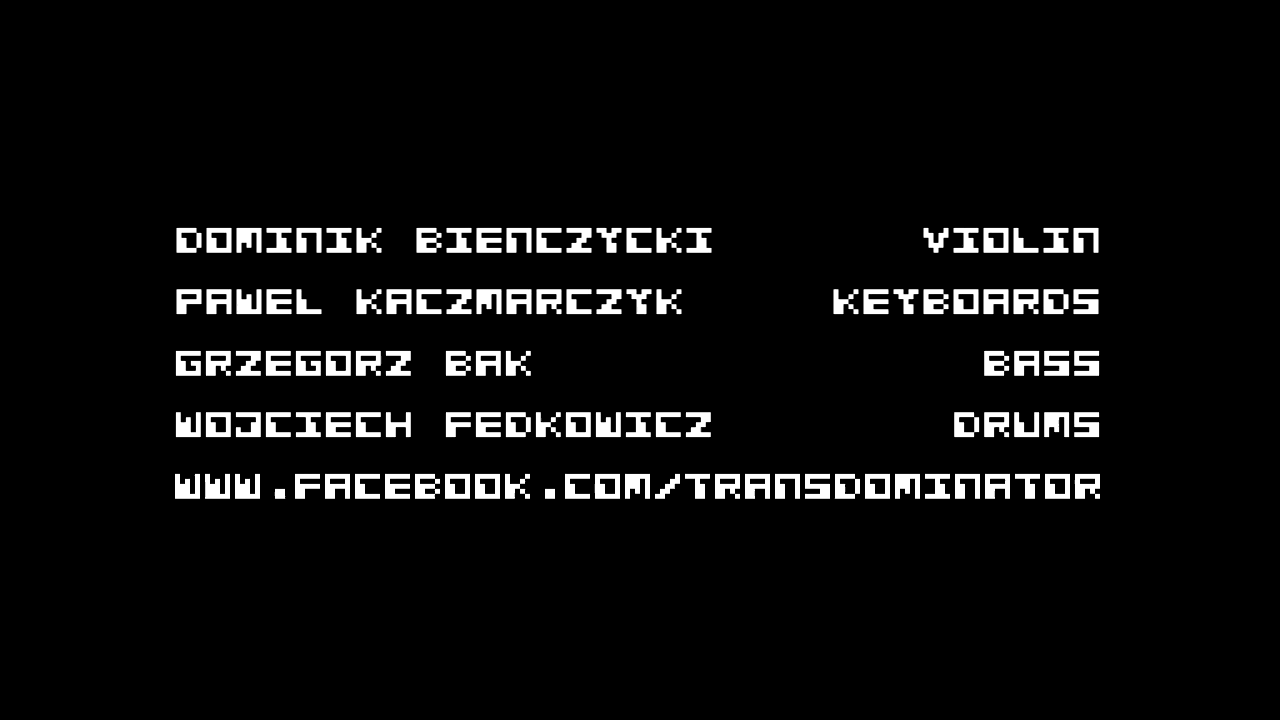 DOMINIK BIENCZYCKI VIOLIN
PAWEL KACZMARCZYK KEYBOARDS
GRZEGORZ BAK BASS
WOJCIECH FEDKOWICZ DRUMS
WWW.FACEBOOK.COM/TRANSDOMINATOR